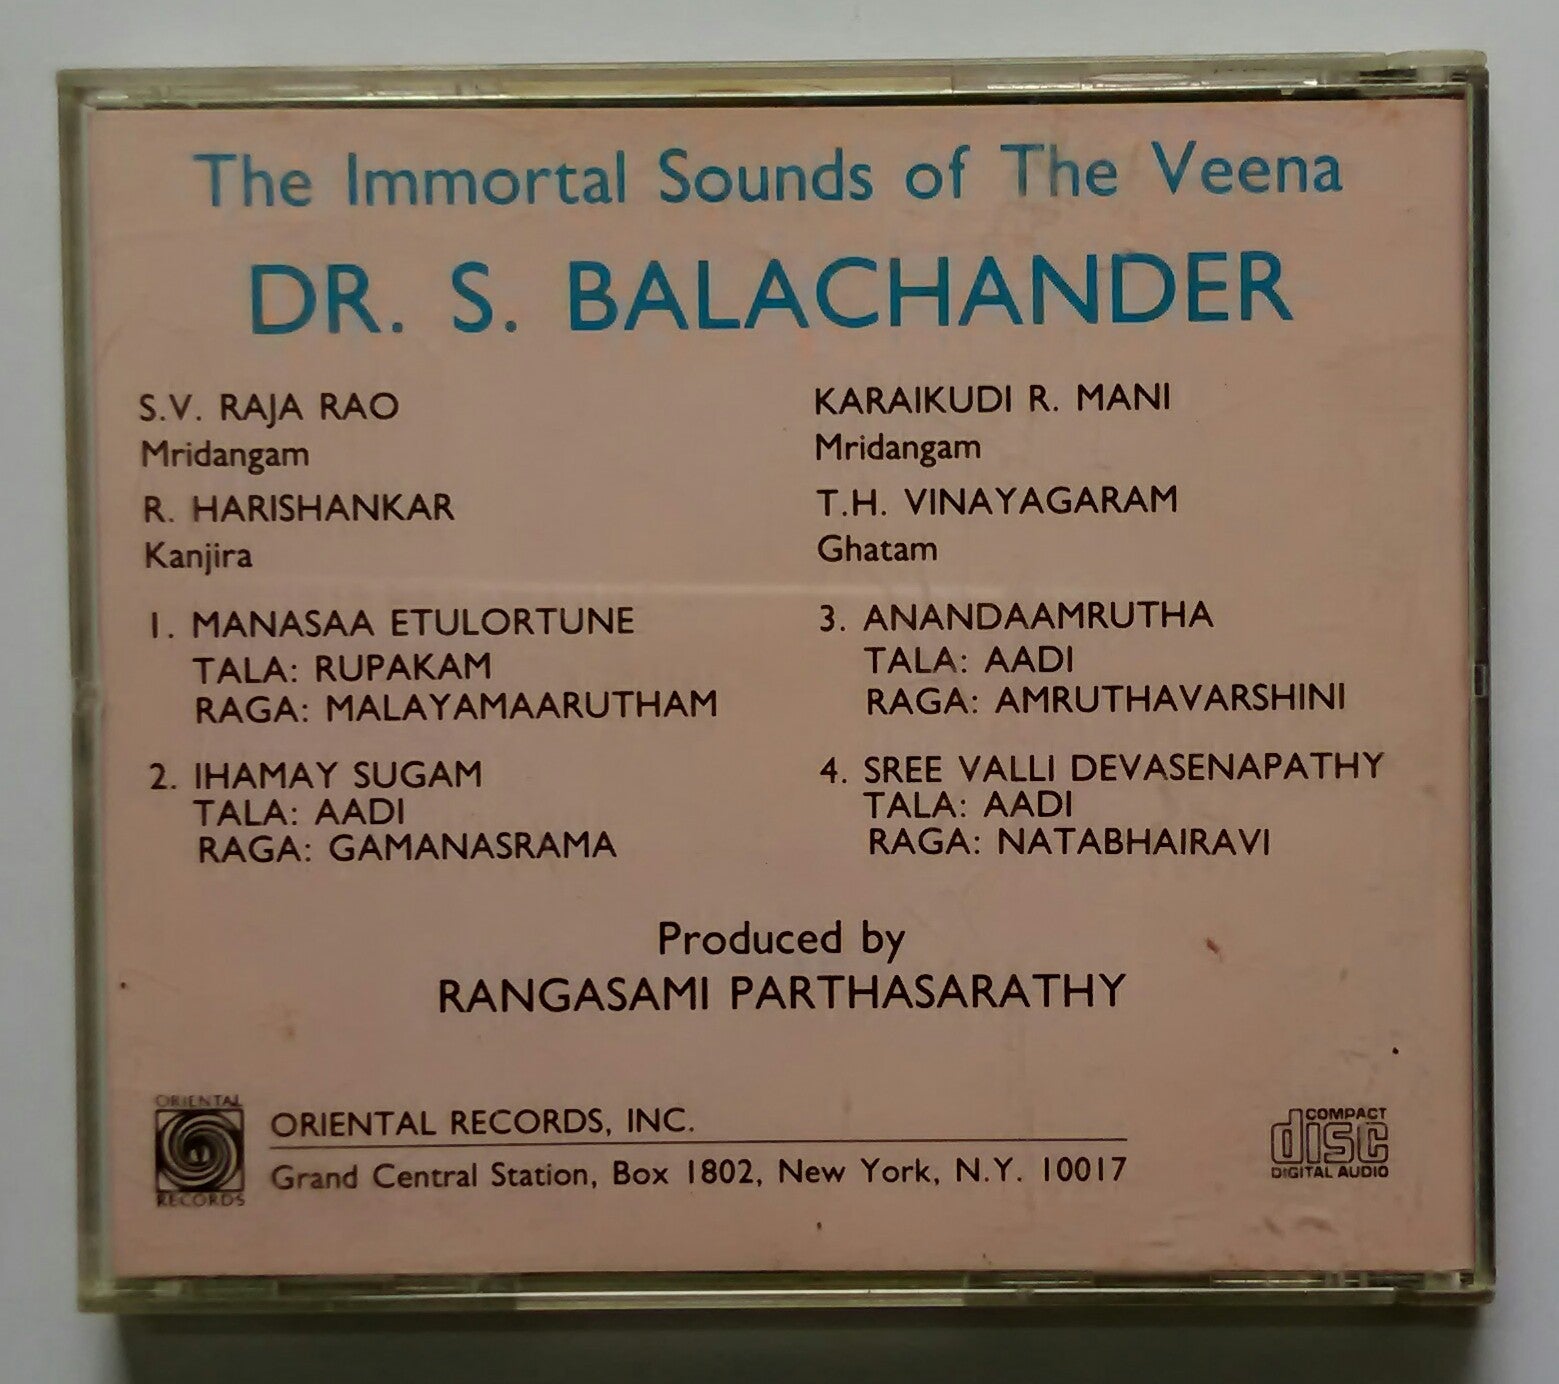 The Immortal Sounds of The Veena
DR. S. BALACHANDER
S.V. RAJA RAO
Mridangam
R. HARISHANKAR
Kanjira
KARAIKUDI R. MANI
Mridangam
T.H. VINAYAGARAM
Ghatam
1. MANASAA ETULORTUNE
TALA: RUPAKAM
RAGA: MALAYAMAARUTHAM
2. IHAMAY SUGAM
TALA: AADI
RAGA: GAMANASRAMA
3. ANANDAAMRUTHA
TALA: AADI
RAGA: AMRUTHAVARSHINI
4. SREE VALLI DEVASENAPATHY
TALA: AADI
RAGA: NATABHAIRAVI
Produced by
RANGASAMI PARTHASARATHY
ORIENTAL
RECORDS
ORIENTAL RECORDS, INC.
Grand Central Station, Box 1802, New York, N.Y. 10017
COMPACT
disc
DIGITAL AUDIO